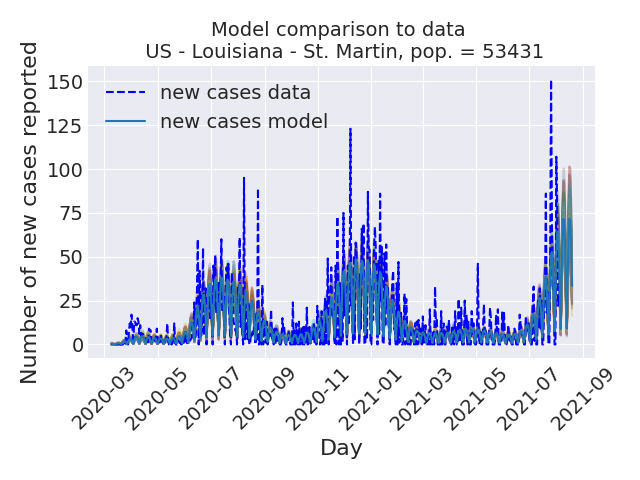 Model comparison to data
US - Louisiana - St. Martin, pop. = 53431
Number of new cases reported
150
125
100
75
50
25
0
new cases data
new cases model
2020-03
2020-05
2020-07
2020-09
2020-11
2021-01
2021-03
2021-05
2021-07
2021-09
Day